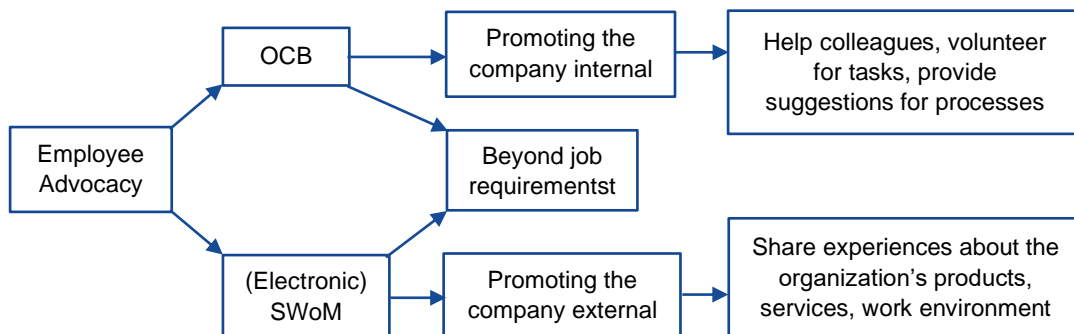 OCB
Promoting the
company internal
Help colleagues, volunteer
for tasks, provide
suggestions for processes
Employee
Advocacy
Beyond job
requirementst
(Electronic)
SWoM
Promoting the
company external
Share experiences about the
organization’s products,
services, work environment